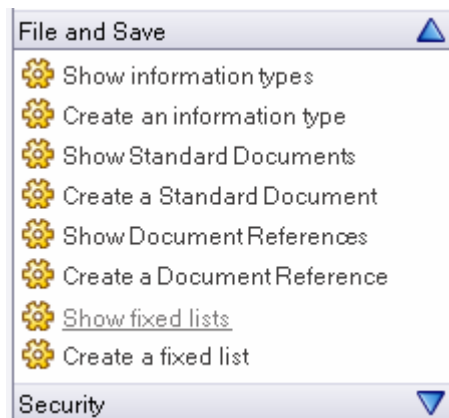 File and Save
Show information types
Create an information type
Show Standard Documents
Create a Standard Document
Show Document References
Create a Document Reference
Show fixed lists
Create a fixed list
Security